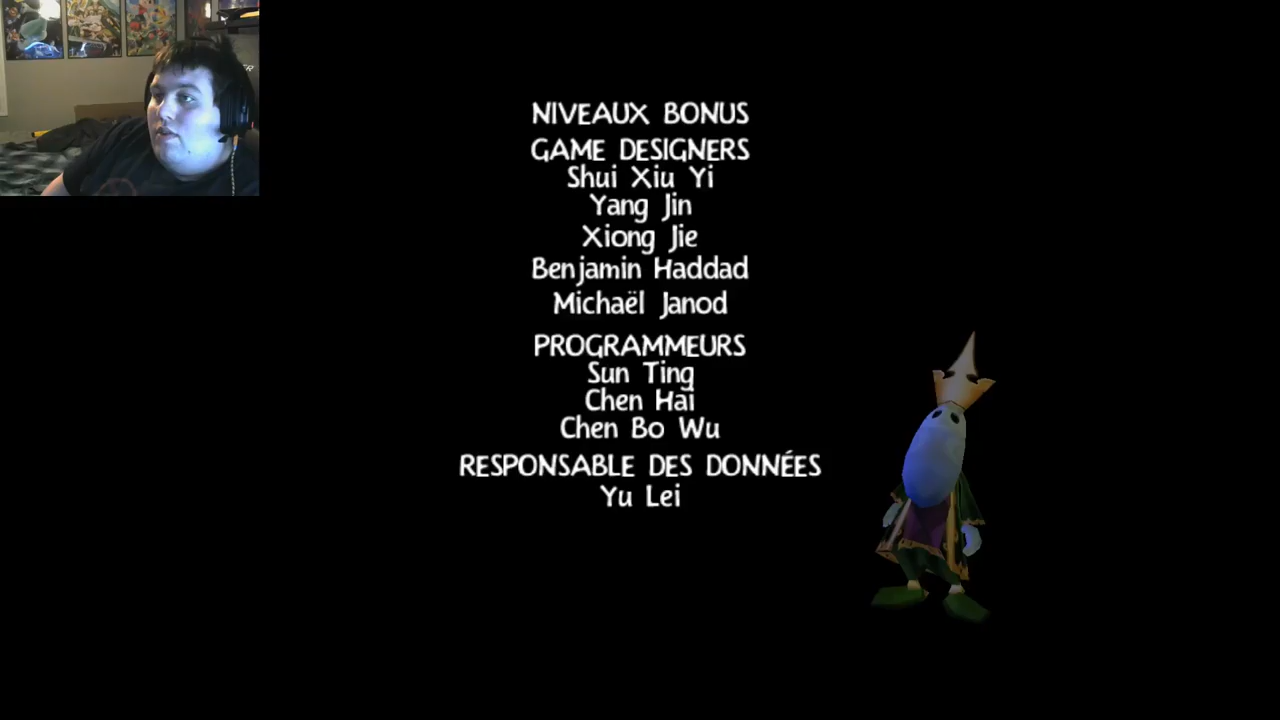 NIVEAUX BONUS
GAME DESIGNERS
Shui Xiu Yi
Yang Jin
Xiong Jie
Benjamin Haddad
Michaël Janod
PROGRAMMEURS
Sun Ting
Chen Hai
Chen Bo Wu
RESPONSABLE DES DONNÉES
Yu Lei